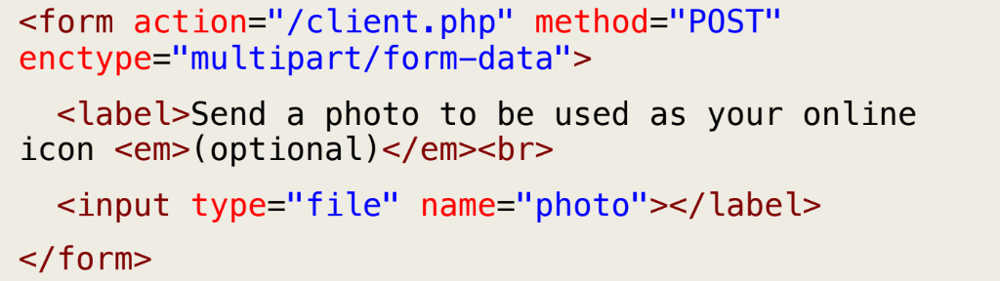 <form action="/client.php" method="POST"
enctype="multipart/form–data">
<label>Send a photo to be used as your online
icon <em>(optional)</em><br>
<input type="file" name="photo"></label>
</form>